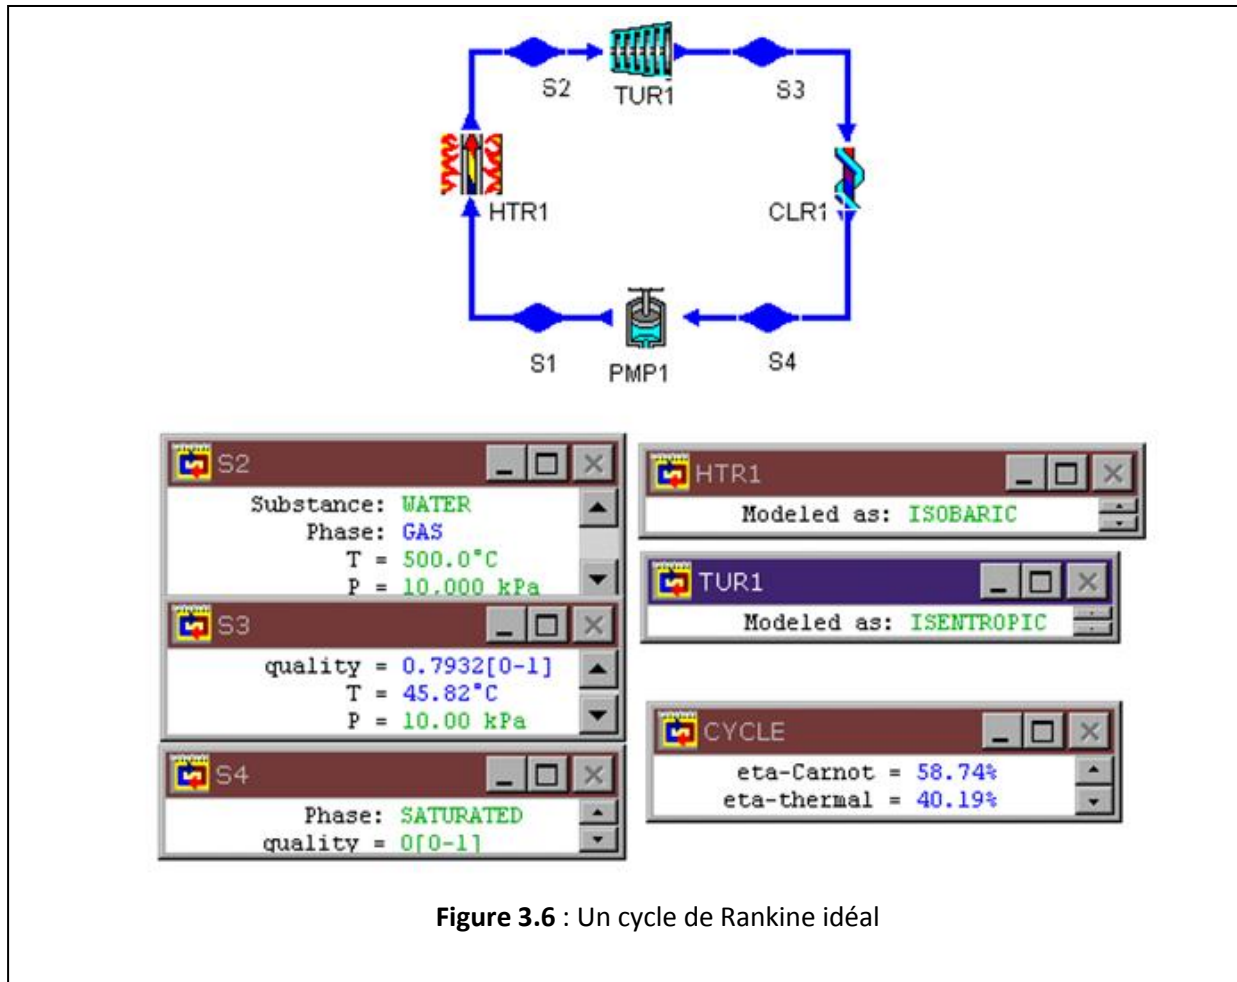 S2
TUR1
S3
HTR1
CLR1
S1
PMP1
S4
S2
Substance: WATER
Phase: GAS
T = 500.0°C
P = 10,000 kPa
S3
quality = 0.7932[0-1]
T = 45.82°C
P = 10.00 kPa
S4
Phase: SATURATED
quality = 0[0-1]
HTR1
Modeled as: ISOBARIC
TUR1
Modeled as: ISENTROPIC
CYCLE
eta-Carnot = 58.74%
eta-thermal = 40.19%
Figure 3.6 : Un cycle de Rankine idéal